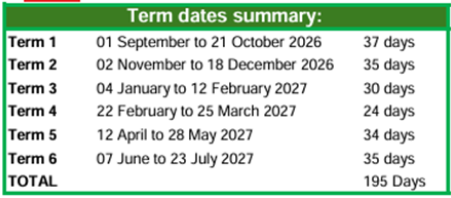 Term dates summary:
Term 1 01 September to 21 October 2026 37 days
Term 2 02 November to 18 December 2026 35 days
Term 3 04 January to 12 February 2027 30 days
Term 4 22 February to 25 March 2027 24 days
Term 5 12 April to 28 May 2027 34 days
Term 6 07 June to 23 July 2027 35 days
TOTAL 195 Days